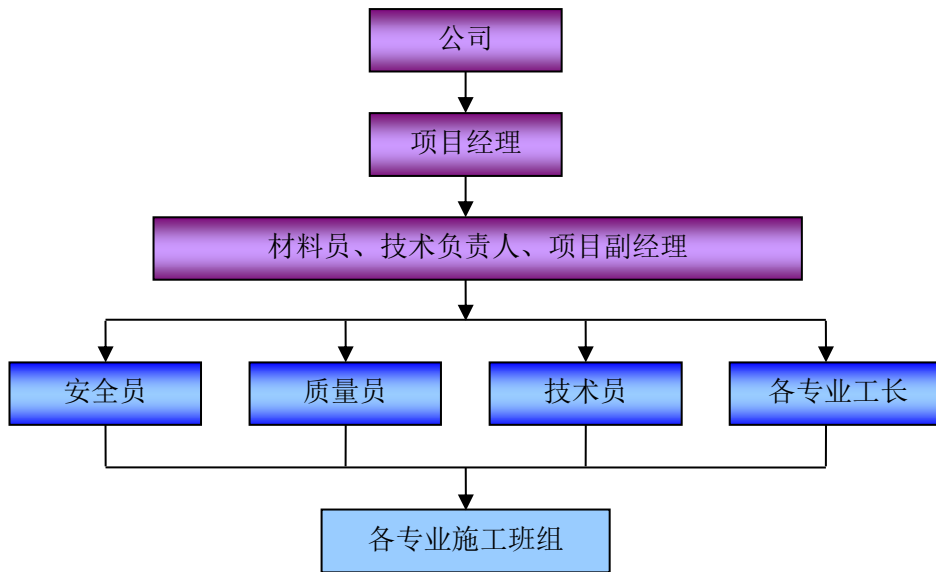 公司
项目经理
材料员、技术负责人、项目副经理
安全员
质量员
技术员
各专业工长
各专业施工班组